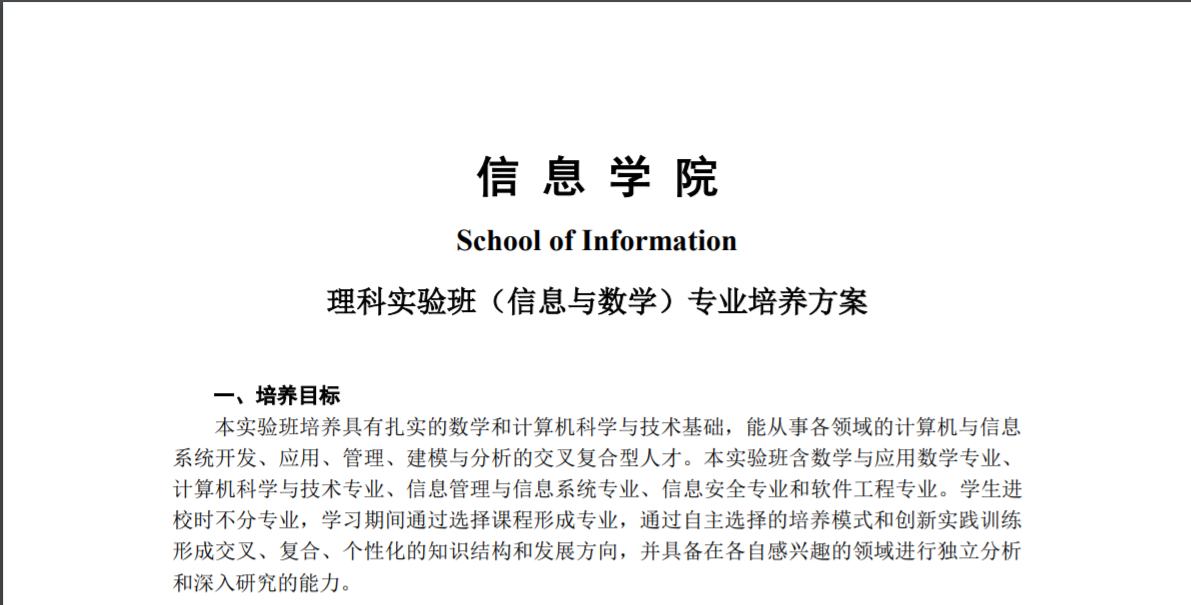 信 息 学 院
School of Information
理科实验班（信息与数学）专业培养方案
一、培养目标
本实验班培养具有扎实的数学和计算机科学与技术基础，能从事各领域的计算机与信息
系统开发、应用、管理、建模与分析的交叉复合型人才。本实验班含数学与应用数学专业、
计算机科学与技术专业、信息管理与信息系统专业、信息安全专业和软件工程专业。学生进
校时不分专业，学习期间通过选择课程形成专业，通过自主选择的培养模式和创新实践训练
形成交叉、复合、个性化的知识结构和发展方向，并具备在各自感兴趣的领域进行独立分析
和深入研究的能力。